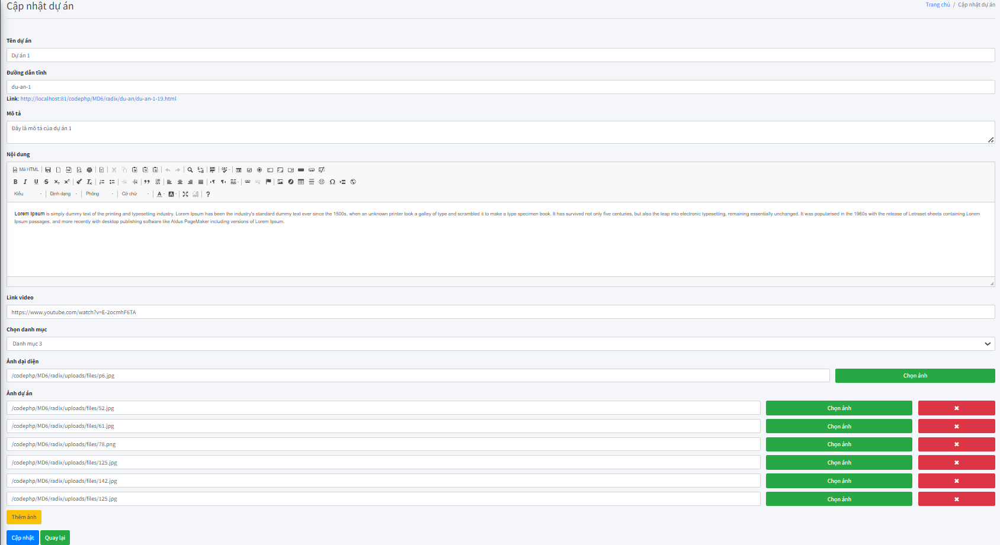 Cập nhật dự án
Trang chủ / Cập nhật dự án
Tên dự án
Dự án 1
Đường dẫn tĩnh
du-an-1
Link: http://localhost:81/codephp/MD6/radix/du-an/du-an-1-19.html
Mô tả
Đây là mô tả của dự án 1
Nội dung
Mã HTML
Kiểu Định dạng Phông Cỡ chữ
Lorem Ipsum is simply dummy text of the printing and typesetting industry. Lorem Ipsum has been the industry's standard dummy text ever since the 1500s, when an unknown printer took a galley of type and scrambled it to make a type specimen book. It has survived not only five centuries, but also the leap into electronic typesetting, remaining essentially unchanged. It was popularised in the 1960s with the release of Letraset sheets containing Lorem
Ipsum passages, and more recently with desktop publishing software like Aldus PageMaker including versions of Lorem Ipsum.
Link video
https://www.youtube.com/watch?v=E-2ocmhF6TA
Chọn danh mục
Danh mục 3
Ảnh đại diện
/codephp/MD6/radix/uploads/files/p6.jpg Chọn ảnh
Ảnh dự án
/codephp/MD6/radix/uploads/files/52.jpg Chọn ảnh
/codephp/MD6/radix/uploads/files/61.jpg Chọn ảnh
/codephp/MD6/radix/uploads/files/78.png Chọn ảnh
/codephp/MD6/radix/uploads/files/125.jpg Chọn ảnh
/codephp/MD6/radix/uploads/files/142.jpg Chọn ảnh
/codephp/MD6/radix/uploads/files/125.jpg Chọn ảnh
Thêm ảnh
Cập nhật Quay lại